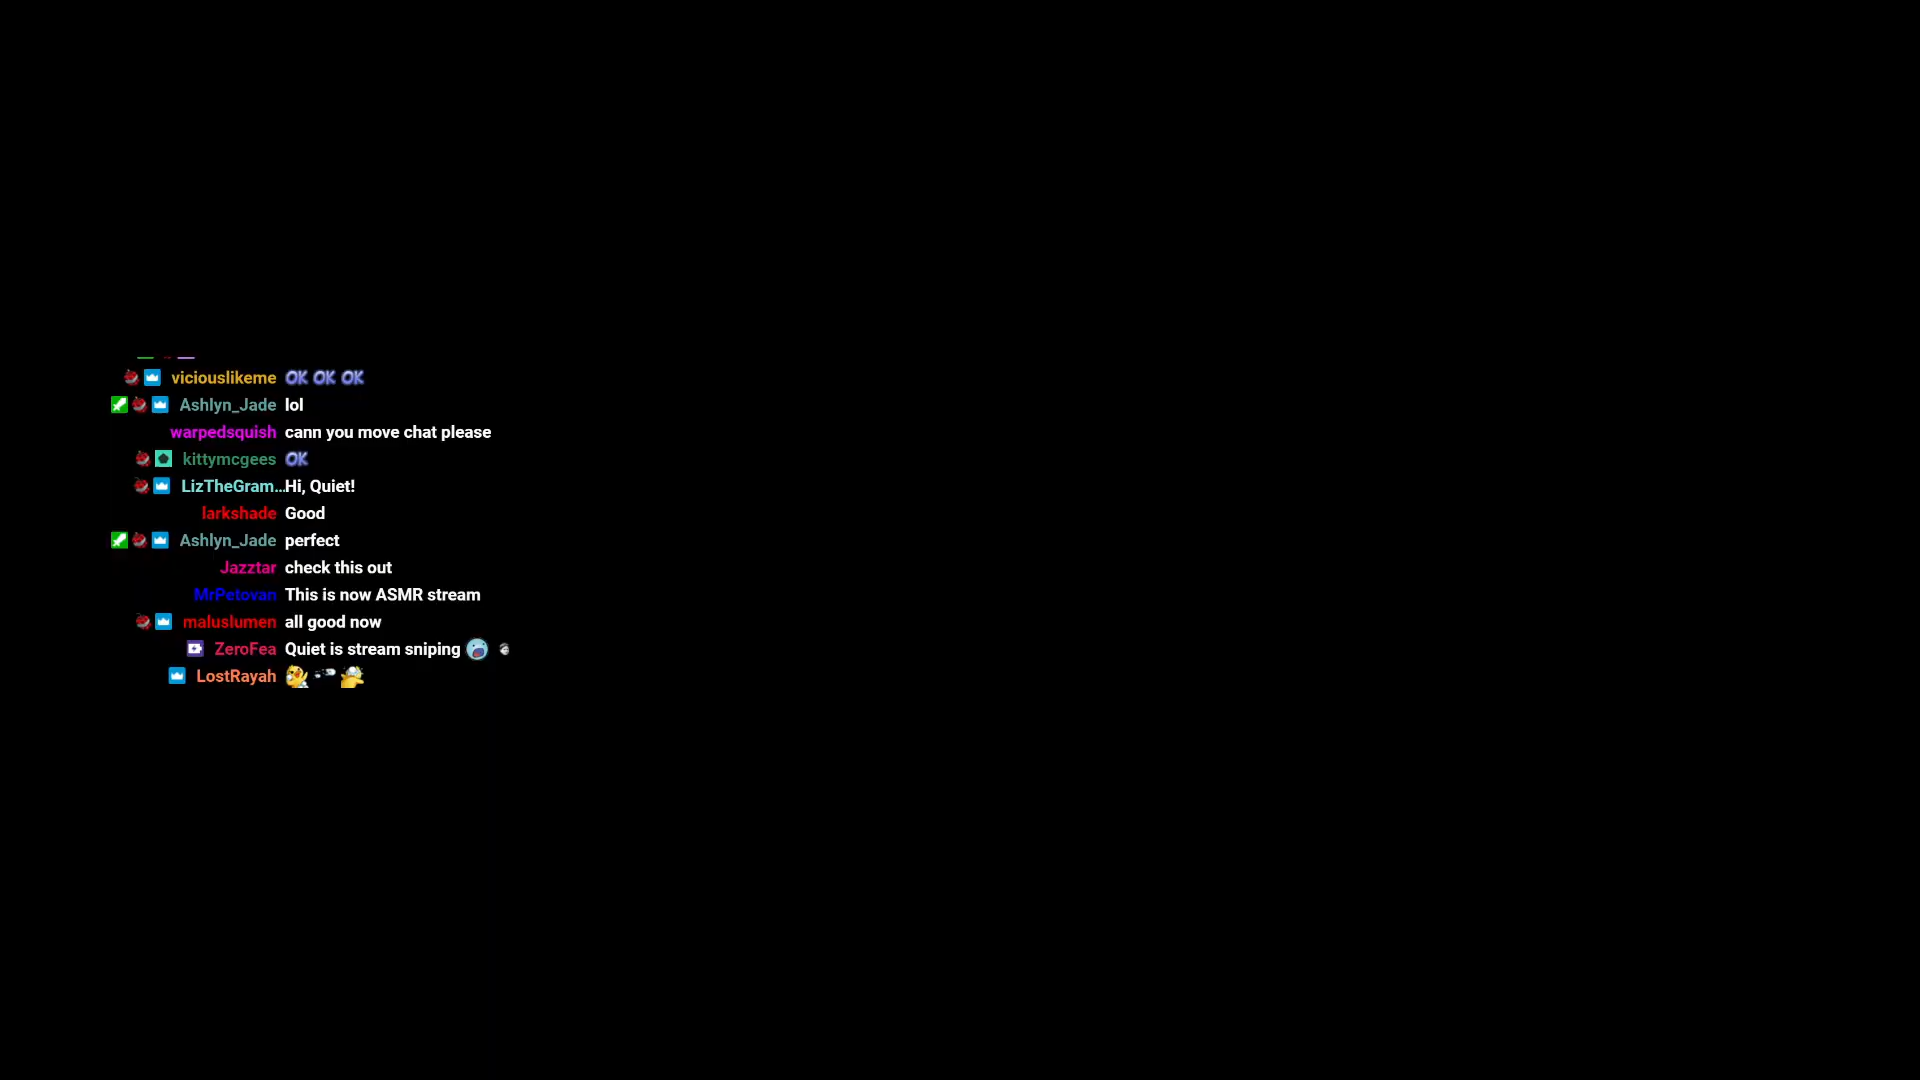 viciouslikeme OK OK OK
Ashlyn_Jade lol
warpedsquish cann you move chat please
kittymcgees OK
LizTheGram...Hi, Quiet!
larkshade Good
Ashlyn_Jade perfect
Jazztar check this out
MrPetovan This is now ASMR stream
maluslumen all good now
ZeroFea Quiet is stream sniping
LostRayah